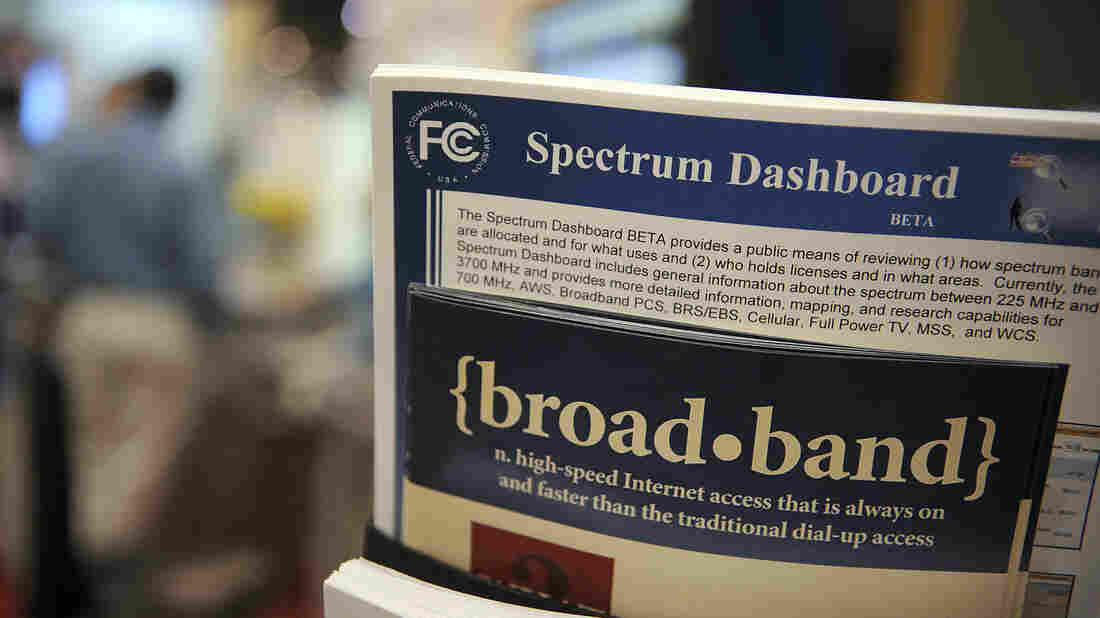 FEDERAL COMMUNICATIONS COMMISSION
FCC
· USA ·
Spectrum Dashboard
BETA
The Spectrum Dashboard BETA provides a public means of reviewing (1) how spectrum ban
are allocated and for what uses and (2) who holds licenses and in what areas. Currently, the
Spectrum Dashboard includes general information about the spectrum between 225 MHz and
3700 MHz and provides more detailed information, mapping, and research capabilities for
700 MHz, AWS, Broadband PCS, BRS/EBS, Cellular, Full Power TV, MSS, and WCS.
{broad•band}
n. high-speed Internet access that is always on
and faster than the traditional dial-up access